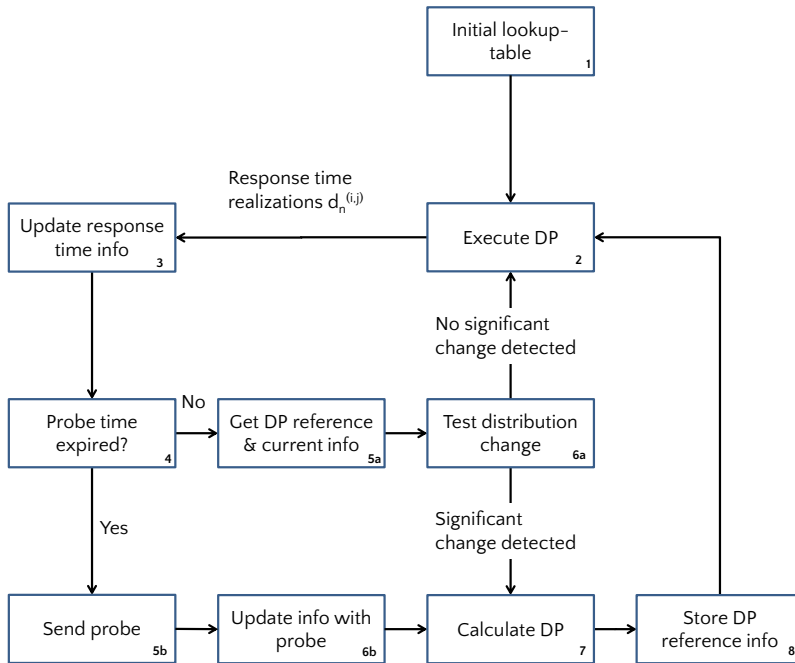 Initial lookup-
table
1
Response time
realizations dₙ⁽ⁱ,ʲ⁾
Update response
time info
3
Execute DP
2
No significant
change detected
No
Probe time
expired?
4
Get DP reference
& current info
5a
Test distribution
change
6a
Yes
Significant
change detected
Send probe
5b
Update info with
probe
6b
Calculate DP
7
Store DP
reference info
8